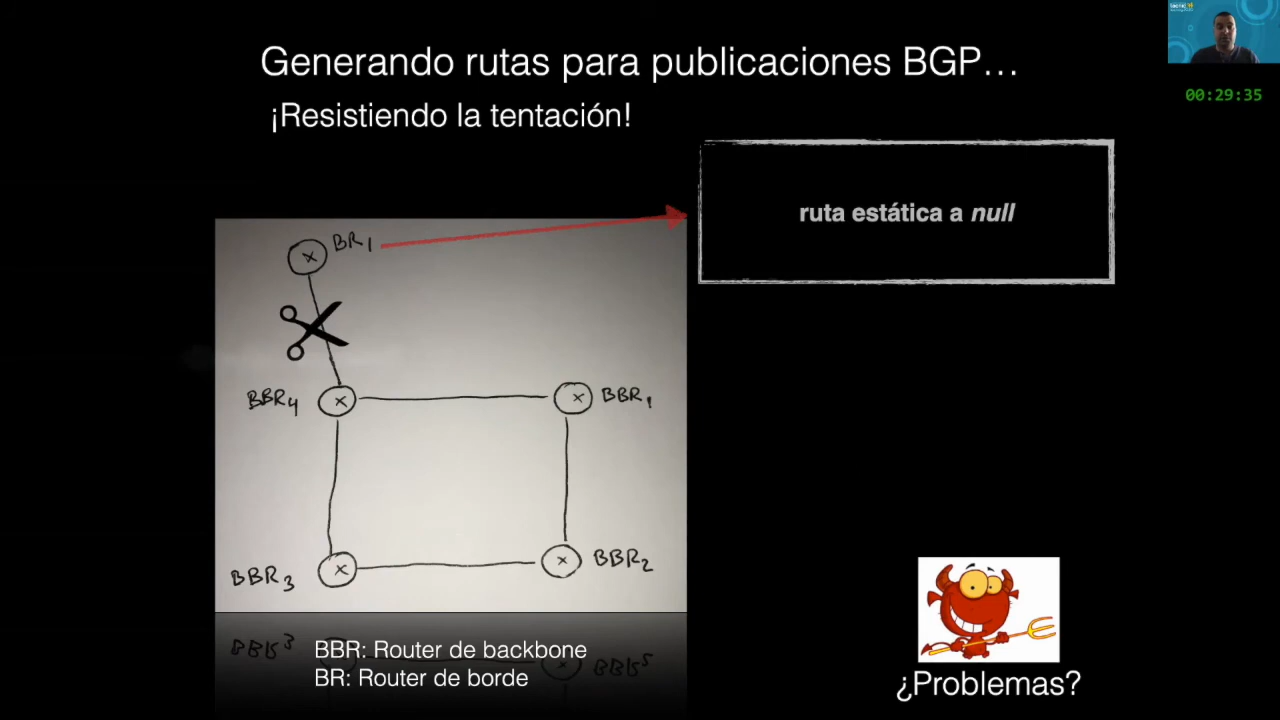 Generando rutas para publicaciones BGP...
¡Resistiendo la tentación!
00:29:35
ruta estática a null
BR1
BBR4
BBR1
BBR3
BBR2
BBR: Router de backbone
BR: Router de borde
¿Problemas?